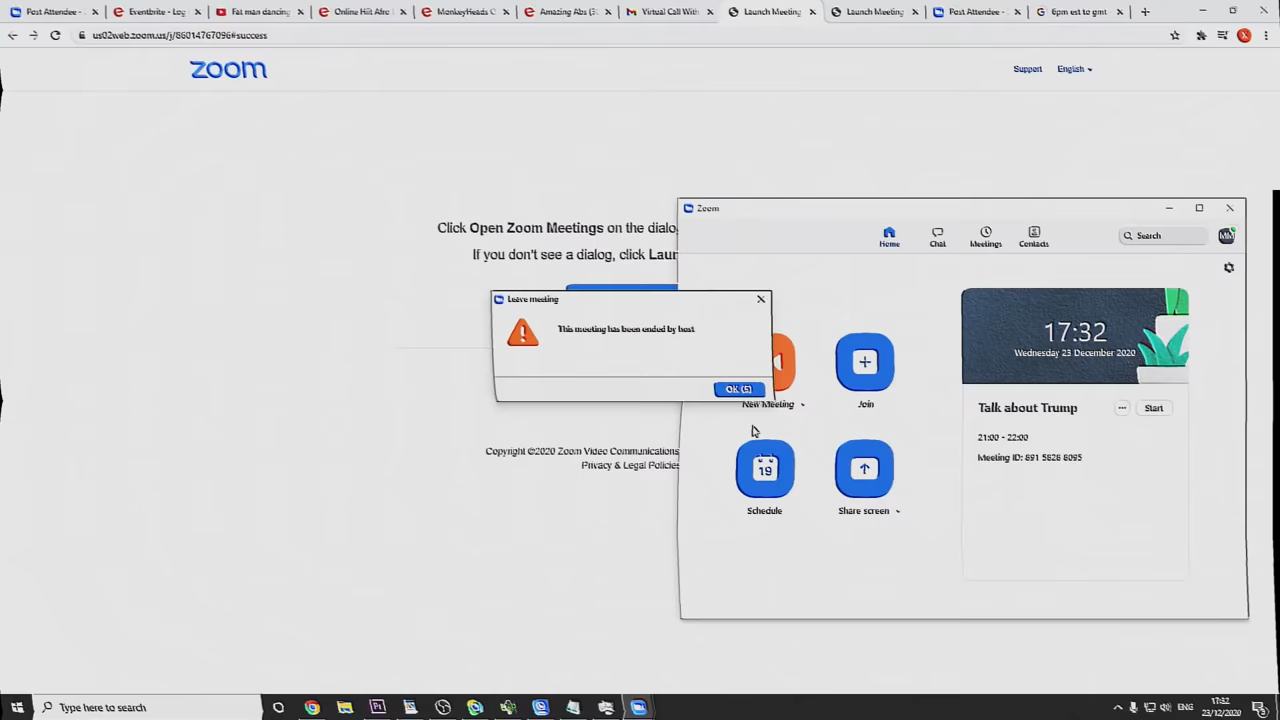 Post Attendee -
Eventbrite - Log
Fat man dancing
Online Hiit Afro
MonkeyHeads C
Amazing Abs (3
Virtual Call With
Launch Meeting
Launch Meeting
Post Attendee -
6pm est to gmt
us02web.zoom.us/j/86014767096#success
X
zoom
Support
English
Click Open Zoom Meetings on the
If you don't see a dialog, click
Zoom
Home
Chat
Meetings
Contacts
Search
MM
Leave meeting
This meeting has been ended by host
OK (5)
17:32
Wednesday 23 December 2020
New Meeting
Join
Talk about Trump
Start
21:00 - 22:00
Meeting ID: 891 5828 8095
19
Schedule
Share screen
Copyright ©2020 Zoom Video Communications
Privacy & Legal Policies
Type here to search
ENG
17:32
23/12/2020